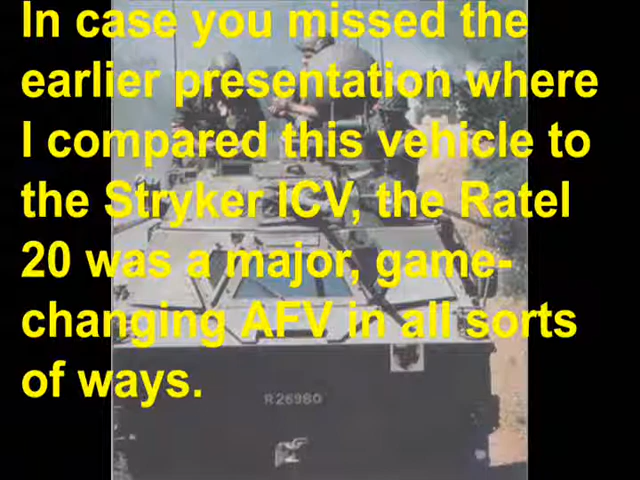 In case you missed the
earlier presentation where
I compared this vehicle to
the Stryker ICV, the Ratel
20 was a major, game-
changing AFV in all sorts
of ways.
R26980